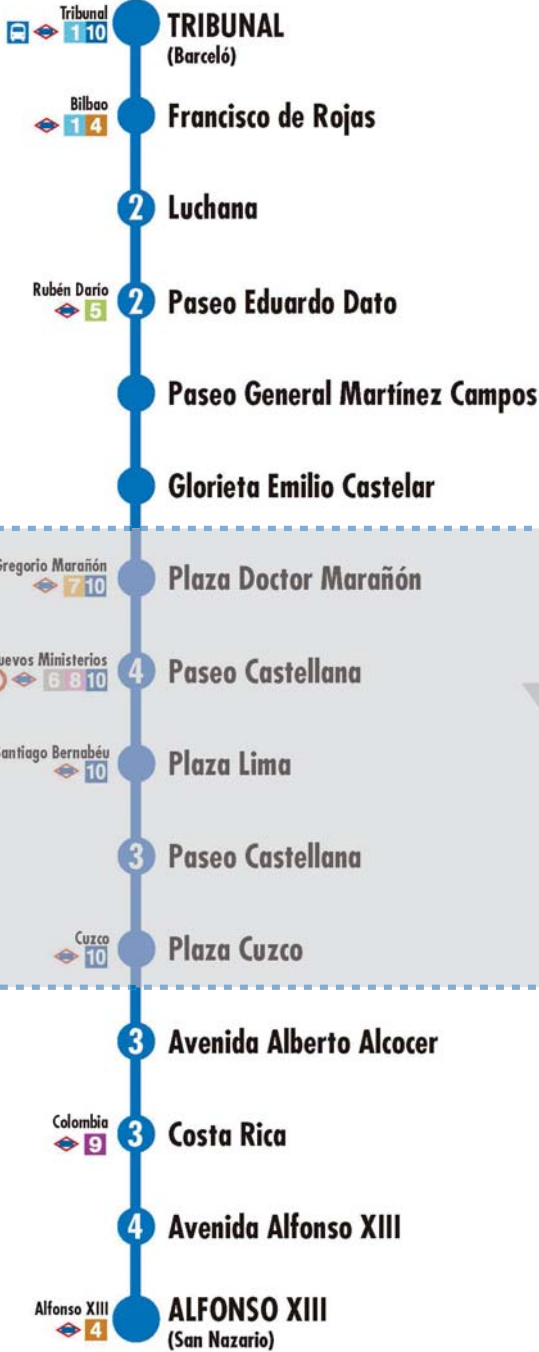 Tribunal
1 10
TRIBUNAL
(Barceló)
Bilbao
1 4
Francisco de Rojas
2
Luchana
Rubén Darío
5
2
Paseo Eduardo Dato
Paseo General Martínez Campos
Glorieta Emilio Castelar
Gregorio Marañón
7 10
Plaza Doctor Marañón
uevos Ministerios
6 8 10
4
Paseo Castellana
Santiago Bernabéu
10
Plaza Lima
3
Paseo Castellana
Cuzco
10
Plaza Cuzco
3
Avenida Alberto Alcocer
Colombia
9
3
Costa Rica
4
Avenida Alfonso XIII
Alfonso XIII
4
ALFONSO XIII
(San Nazario)